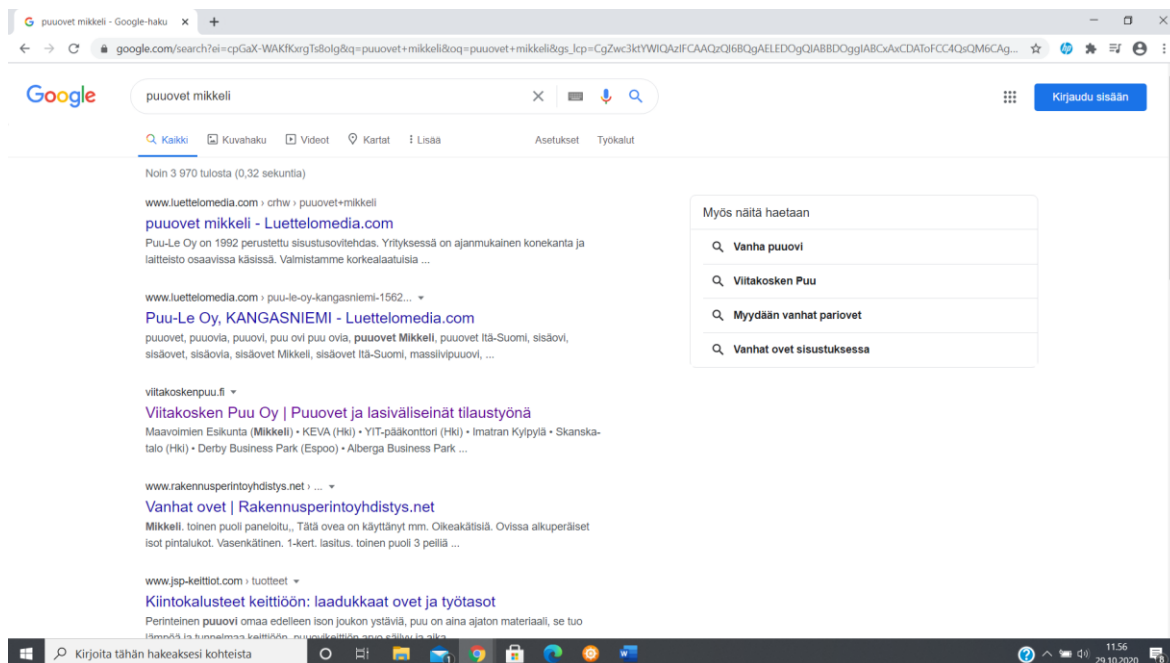 puuovet mikkeli - Google-haku
google.com/search?ei=cpGaX-WAKfKxrgTs8oIg&q=puuovet+mikkeli&oq=puuovet+mikkeli&gs_lcp=CgZwc3ktYWIQAzIFCAAQzQI6BQgAELEDOgQIABBDOggIABCxAxCDAToFCC4QsQM6CAg...
Google
puuovet mikkeli
Kirjaudu sisään
Kaikki Kuvahaku Videot Kartat Lisää Asetukset Työkalut
Noin 3 970 tulosta (0,32 sekuntia)
www.luettelomedia.com › crhw › puuovet+mikkeli
puuovet mikkeli - Luettelomedia.com
Puu-Le Oy on 1992 perustettu sisustusovitehdas. Yrityksessä on ajanmukainen konekanta ja
laitteisto osaavissa käsissä. Valmistamme korkealaatuisia ...
www.luettelomedia.com › puu-le-oy-kangasniemi-1562...
Puu-Le Oy, KANGASNIEMI - Luettelomedia.com
puuovet, puuovia, puuovi, puu ovi puu ovia, puuovet Mikkeli, puuovet Itä-Suomi, sisäovi,
sisäovet, sisäovia, sisäovet Mikkeli, sisäovet Itä-Suomi, massiivipuuovi, ...
viitakoskenpuu.fi
Viitakosken Puu Oy | Puuovet ja lasiväliseinät tilaustyönä
Maavoimien Esikunta (Mikkeli) • KEVA (Hki) • YIT-pääkonttori (Hki) • Imatran Kylpylä • Skanska-
talo (Hki) • Derby Business Park (Espoo) • Alberga Business Park ...
www.rakennusperintoyhdistys.net › ...
Vanhat ovet | Rakennusperintoyhdistys.net
Mikkeli. toinen puoli paneloitu,, Tätä ovea on käyttänyt mm. Oikeakätisiä. Ovissa alkuperäiset
isot pintalukot. Vasenkätinen. 1-kert. lasitus. toinen puoli 3 peiliä ...
www.jsp-keittiot.com › tuotteet
Kiintokalusteet keittiöön: laadukkaat ovet ja työtasot
Perinteinen puuovi omaa edelleen ison joukon ystäviä, puu on aina ajaton materiaali, se tuo
lämpöä ja tunnelmaa keittiöön, puuovikeittiön arvo säilyy ja aika
Myös näitä haetaan
Vanha puuovi
Viitakosken Puu
Myydään vanhat pariovet
Vanhat ovet sisustuksessa
Kirjoita tähän hakeaksesi kohteista
11.56
29.10.2020